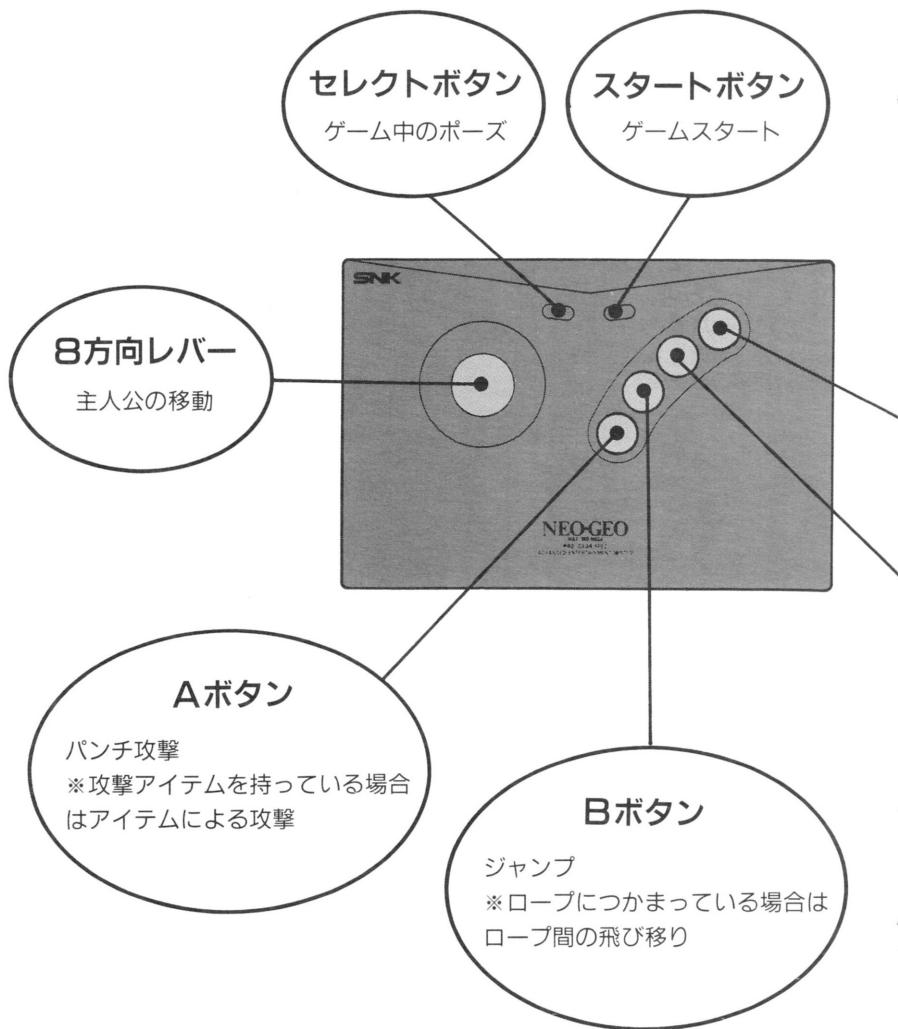 セレクトボタン
ゲーム中のポーズ
スタートボタン
ゲームスタート
SNK
8方向レバー
主人公の移動
NEO・GEO
Aボタン
パンチ攻撃
※攻撃アイテムを持っている場合
はアイテムによる攻撃
Bボタン
ジャンプ
※ロープにつかまっている場合は
ロープ間の飛び移り